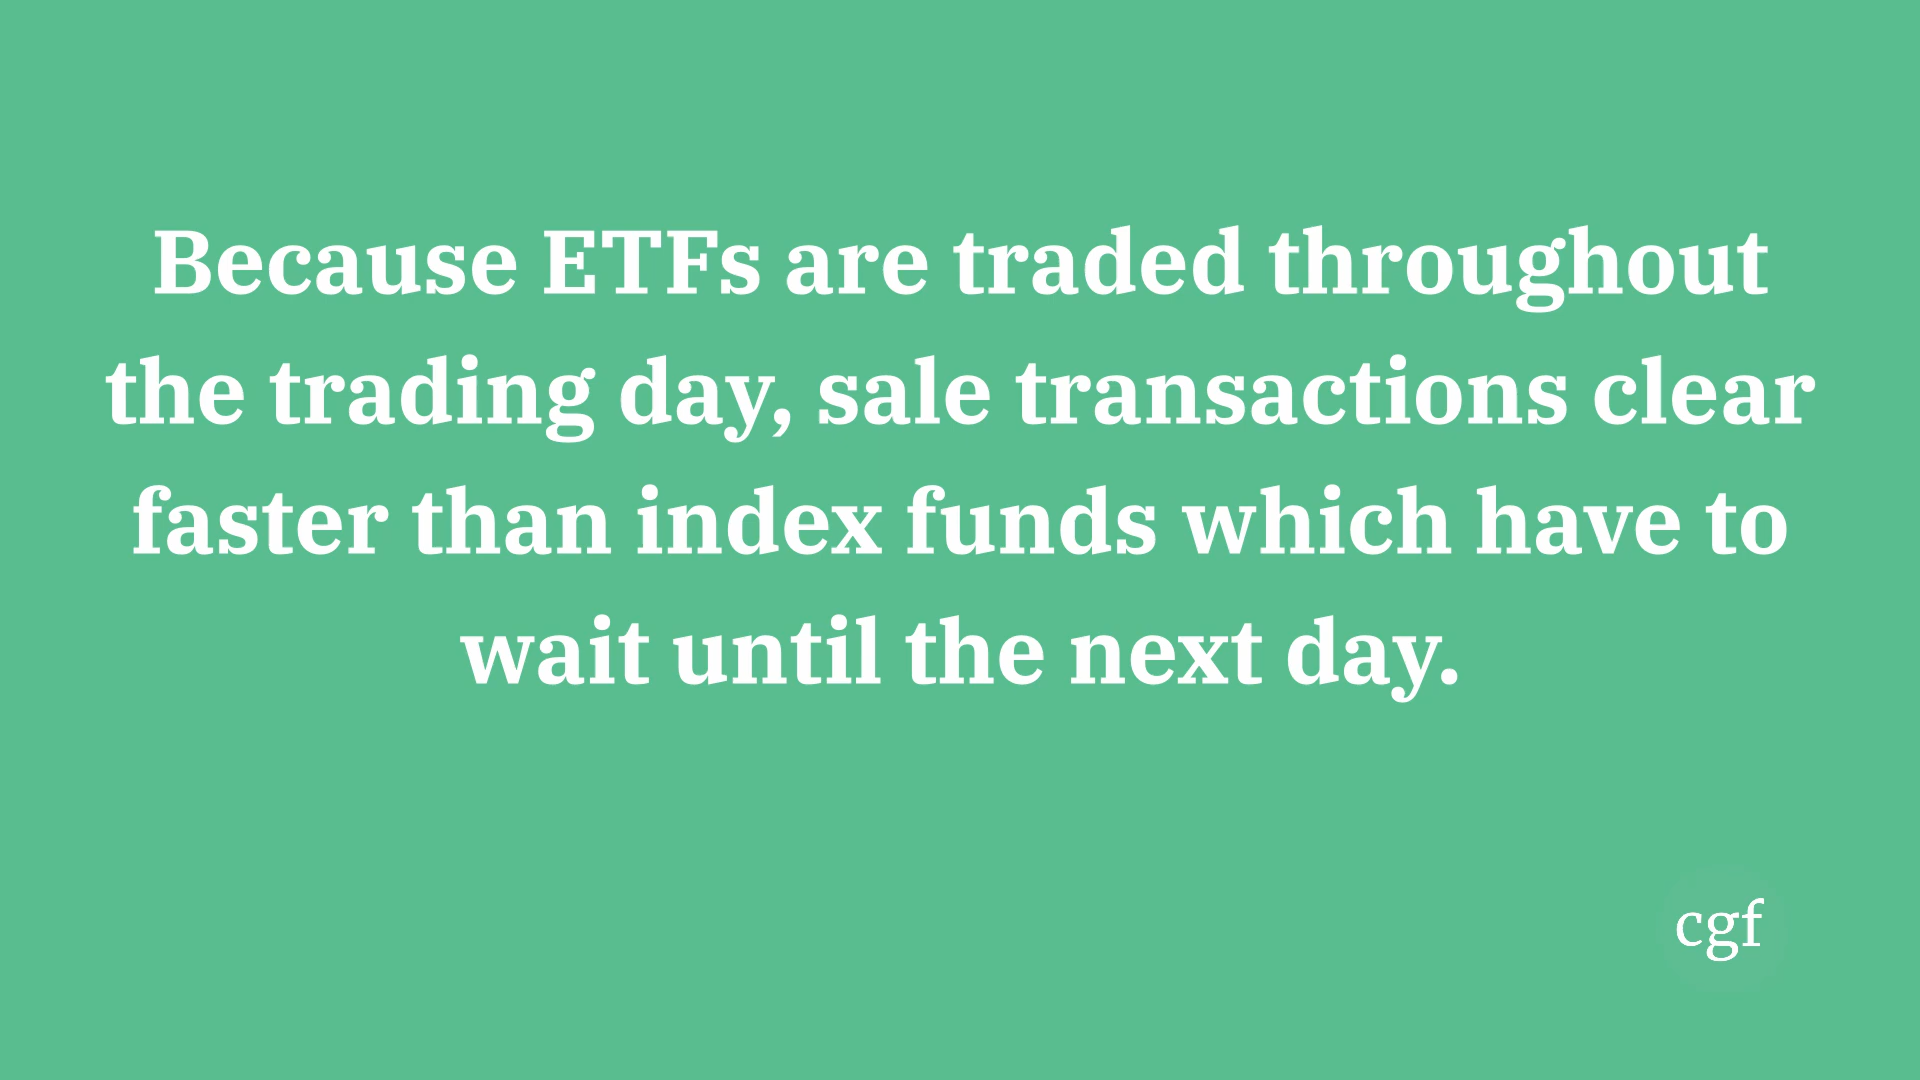 Because ETFs are traded throughout
the trading day, sale transactions clear
faster than index funds which have to
wait until the next day.
cgf